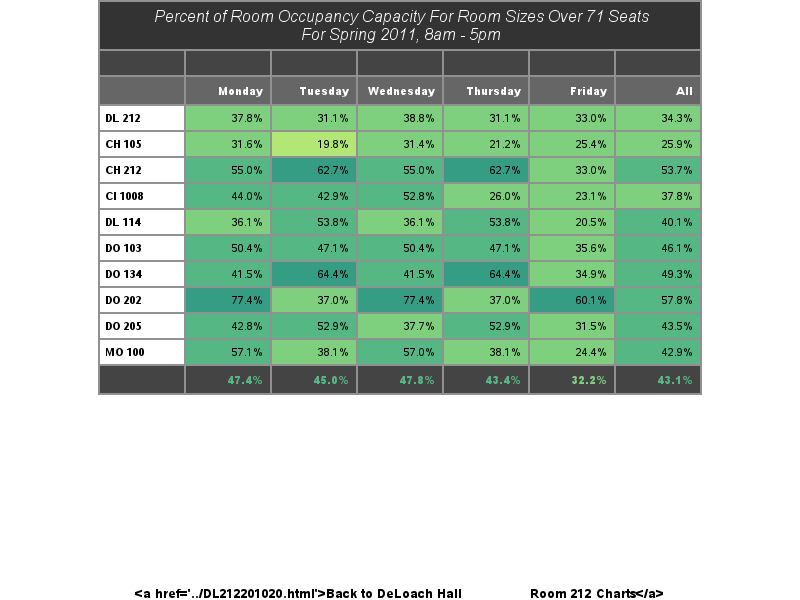 Percent of Room Occupancy Capacity For Room Sizes Over 71 Seats
For Spring 2011, 8am - 5pm
Monday Tuesday Wednesday Thursday Friday All
DL 212 37.8% 31.1% 38.8% 31.1% 33.0% 34.3%
CH 105 31.6% 19.8% 31.4% 21.2% 25.4% 25.9%
CH 212 55.0% 62.7% 55.0% 62.7% 33.0% 53.7%
CI 1008 44.0% 42.9% 52.8% 26.0% 23.1% 37.8%
DL 114 36.1% 53.8% 36.1% 53.8% 20.5% 40.1%
DO 103 50.4% 47.1% 50.4% 47.1% 35.6% 46.1%
DO 134 41.5% 64.4% 41.5% 64.4% 34.9% 49.3%
DO 202 77.4% 37.0% 77.4% 37.0% 60.1% 57.8%
DO 205 42.8% 52.9% 37.7% 52.9% 31.5% 43.5%
MO 100 57.1% 38.1% 57.0% 38.1% 24.4% 42.9%
47.4% 45.0% 47.8% 43.4% 32.2% 43.1%
<a href='../DL212201020.html'>Back to DeLoach Hall Room 212 Charts</a>